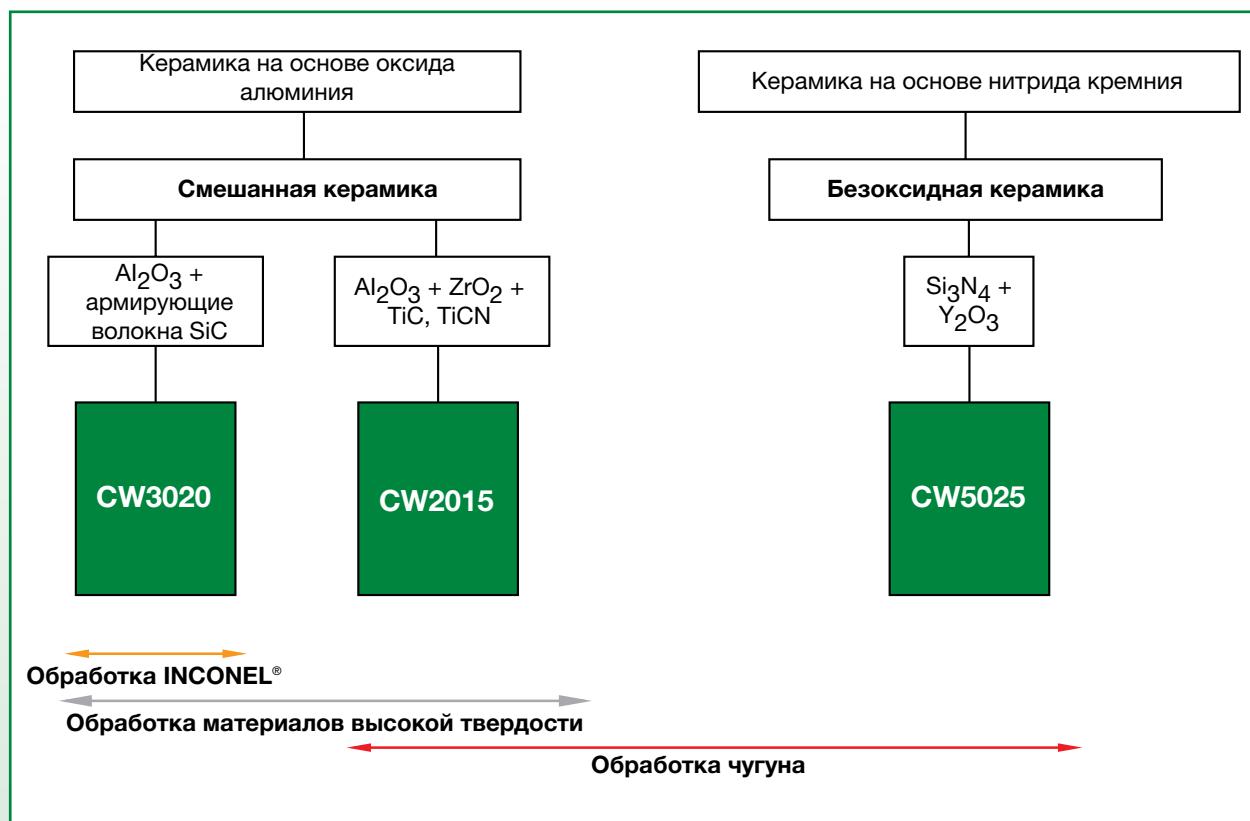 Керамика на основе оксида
алюминия
Керамика на основе нитрида кремния
Смешанная керамика
Безоксидная керамика
Al₂O₃ +
армирующие
волокна SiC
Al₂O₃ + ZrO₂ +
TiC, TiCN
Si₃N₄ +
Y₂O₃
CW3020
CW2015
CW5025
Обработка INCONEL®
Обработка материалов высокой твердости
Обработка чугуна